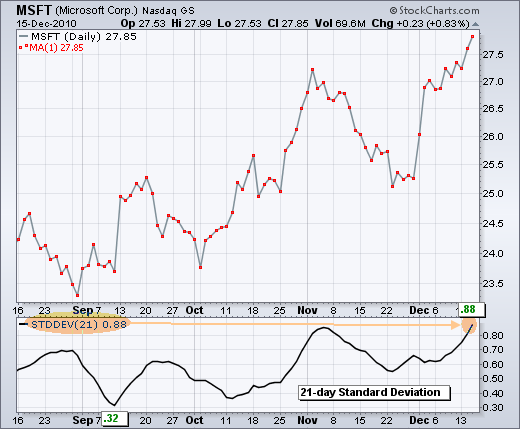 MSFT (Microsoft Corp.) Nasdaq GS © StockCharts.com
15-Dec-2010 Op 27.53 Hi 27.99 Lo 27.53 Cl 27.85 Vol 69.6M Chg +0.23 (+0.83%)
MSFT (Daily) 27.85
MA(1) 27.85
27.5
27.0
26.5
26.0
25.5
25.0
24.5
24.0
23.5
16 23 Sep 7 13 20 27 Oct 11 18 25 Nov 8 15 22 Dec 6 13
.88
STDDEV(21) 0.88
0.80
0.70
0.60
0.50
0.40
0.30
21-day Standard Deviation
.32
16 23 Sep 7 13 20 27 Oct 11 18 25 Nov 8 15 22 Dec 6 13